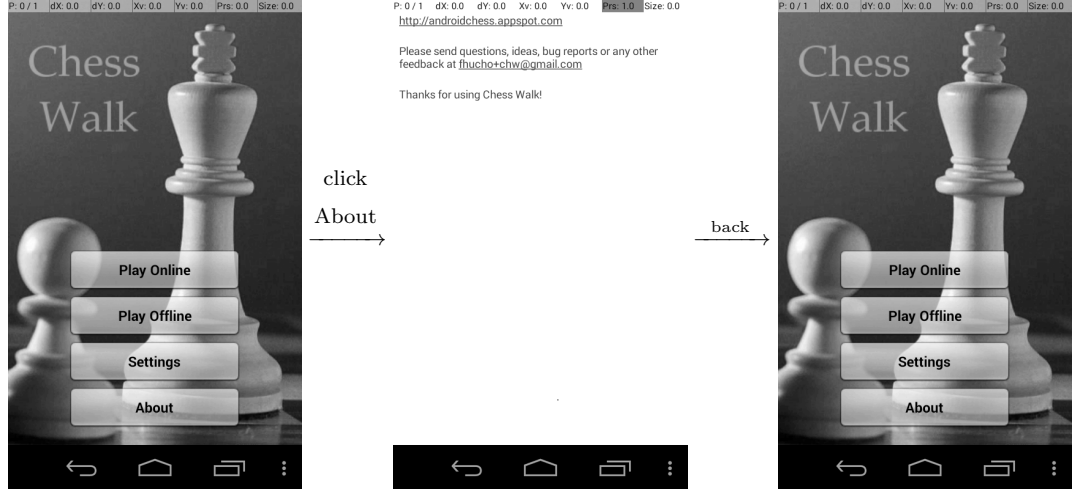 P: 0 / 1 dX: 0.0 dY: 0.0 Xv: 0.0 Yv: 0.0 Prs: 0.0 Size: 0.0
Chess
Walk
Play Online
Play Offline
Settings
About
click
About
P: 0 / 1 dX: 0.0 dY: 0.0 Xv: 0.0 Yv: 0.0 Prs: 1.0 Size: 0.0
http://androidchess.appspot.com
Please send questions, ideas, bug reports or any other
feedback at fhucho+chw@gmail.com
Thanks for using Chess Walk!
back
P: 0 / 1 dX: 0.0 dY: 0.0 Xv: 0.0 Yv: 0.0 Prs: 0.0 Size: 0.0
Chess
Walk
Play Online
Play Offline
Settings
About